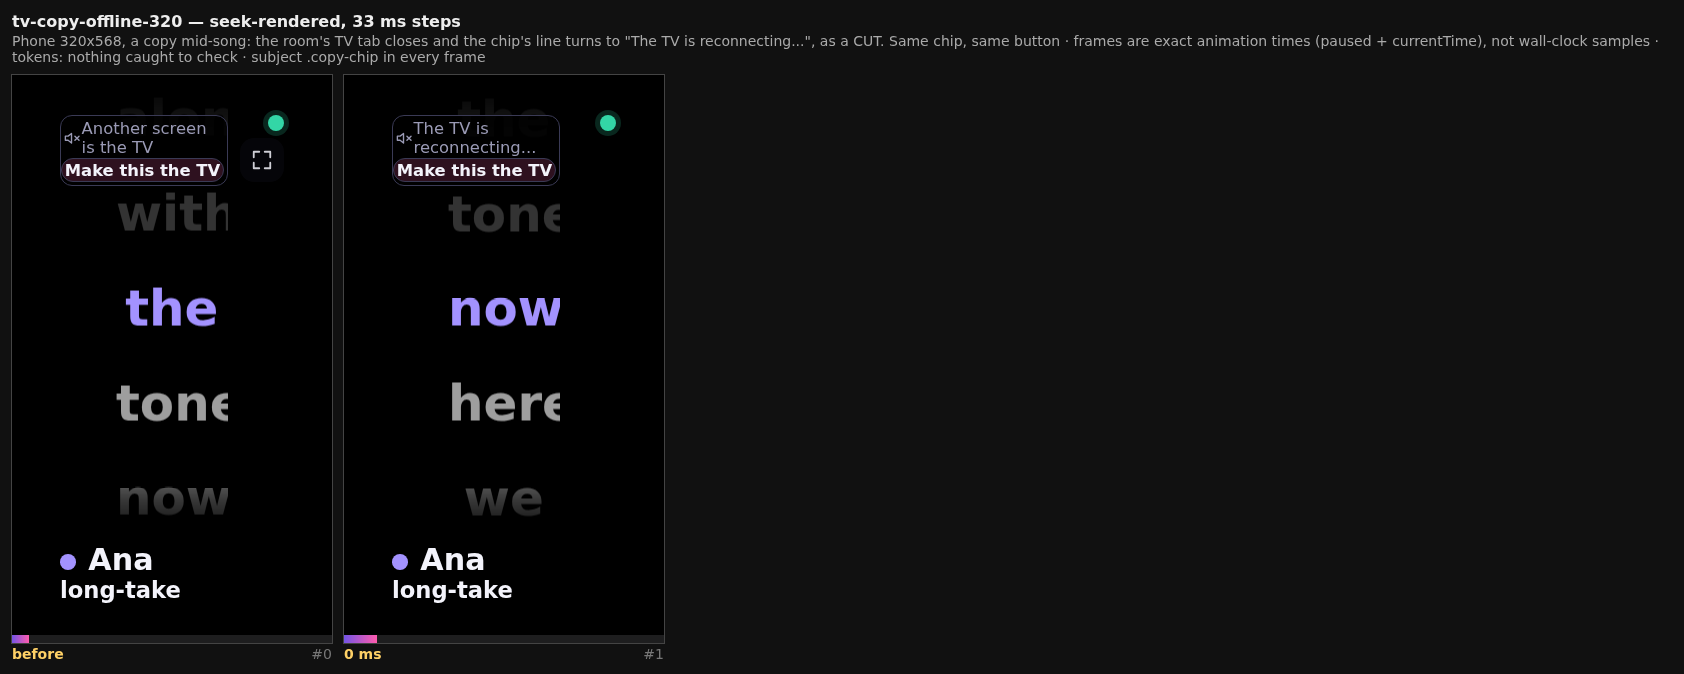 tv-copy-offline-320 — seek-rendered, 33 ms steps
Phone 320x568, a copy mid-song: the room's TV tab closes and the chip's line turns to "The TV is reconnecting...", as a CUT. Same chip, same button · frames are exact animation times (paused + currentTime), not wall-clock samples ·
tokens: nothing caught to check · subject .copy-chip in every frame
Another screen
is the TV
Make this the TV
with
the
tone
now
Ana
long-take
before #0
the
The TV is
reconnecting...
Make this the TV
tone
now
here
we
Ana
long-take
0 ms #1